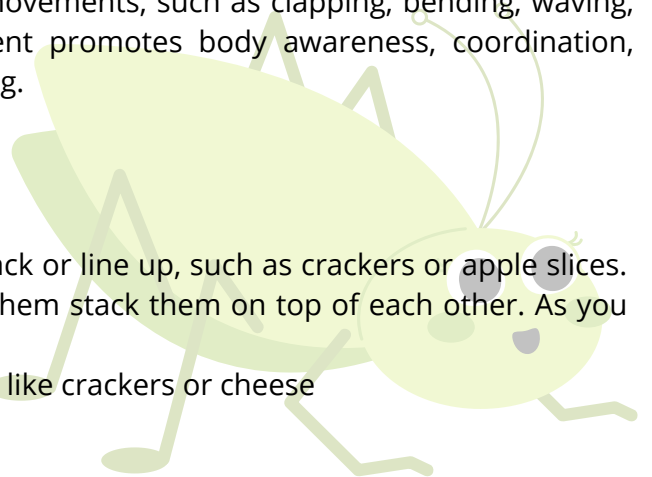 movements, such as clapping, bending, waving,
ent promotes body awareness, coordination,
g.
ack or line up, such as crackers or apple slices.
hem stack them on top of each other. As you
like crackers or cheese